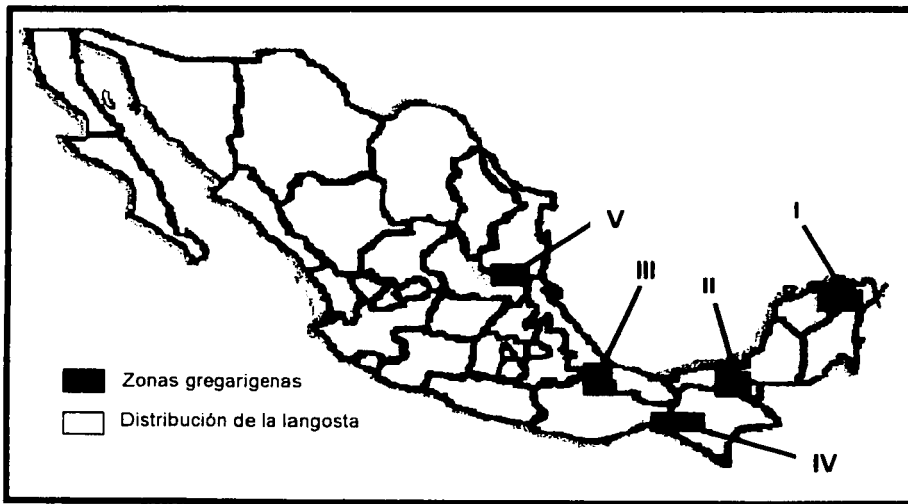 I
V
III
II
Zonas gregarigenas
Distribución de la langosta
IV